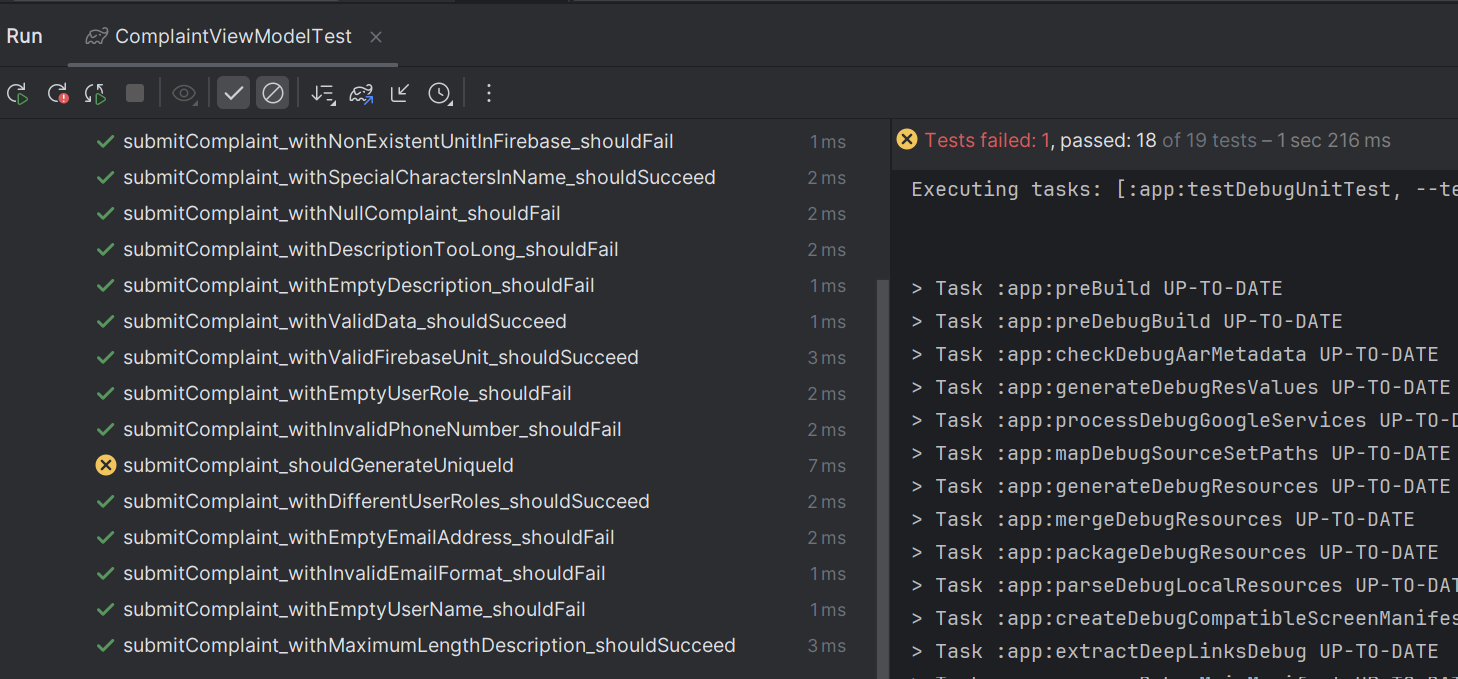 Run
ComplaintViewModelTest
submitComplaint_withNonExistentUnitInFirebase_shouldFail 1 ms
submitComplaint_withSpecialCharactersInName_shouldSucceed 2 ms
submitComplaint_withNullComplaint_shouldFail 2 ms
submitComplaint_withDescriptionTooLong_shouldFail 2 ms
submitComplaint_withEmptyDescription_shouldFail 1 ms
submitComplaint_withValidData_shouldSucceed 1 ms
submitComplaint_withValidFirebaseUnit_shouldSucceed 3 ms
submitComplaint_withEmptyUserRole_shouldFail 2 ms
submitComplaint_withInvalidPhoneNumber_shouldFail 2 ms
submitComplaint_shouldGenerateUniqueId 7 ms
submitComplaint_withDifferentUserRoles_shouldSucceed 2 ms
submitComplaint_withEmptyEmailAddress_shouldFail 2 ms
submitComplaint_withInvalidEmailFormat_shouldFail 1 ms
submitComplaint_withEmptyUserName_shouldFail 1 ms
submitComplaint_withMaximumLengthDescription_shouldSucceed 3 ms
Tests failed: 1, passed: 18 of 19 tests – 1 sec 216 ms
Executing tasks: [:app:testDebugUnitTest, --te
> Task :app:preBuild UP-TO-DATE
> Task :app:preDebugBuild UP-TO-DATE
> Task :app:checkDebugAarMetadata UP-TO-DATE
> Task :app:generateDebugResValues UP-TO-DATE
> Task :app:processDebugGoogleServices UP-TO-D
> Task :app:mapDebugSourceSetPaths UP-TO-DATE
> Task :app:generateDebugResources UP-TO-DATE
> Task :app:mergeDebugResources UP-TO-DATE
> Task :app:packageDebugResources UP-TO-DATE
> Task :app:parseDebugLocalResources UP-TO-DAT
> Task :app:createDebugCompatibleScreenManifes
> Task :app:extractDeepLinksDebug UP-TO-DATE